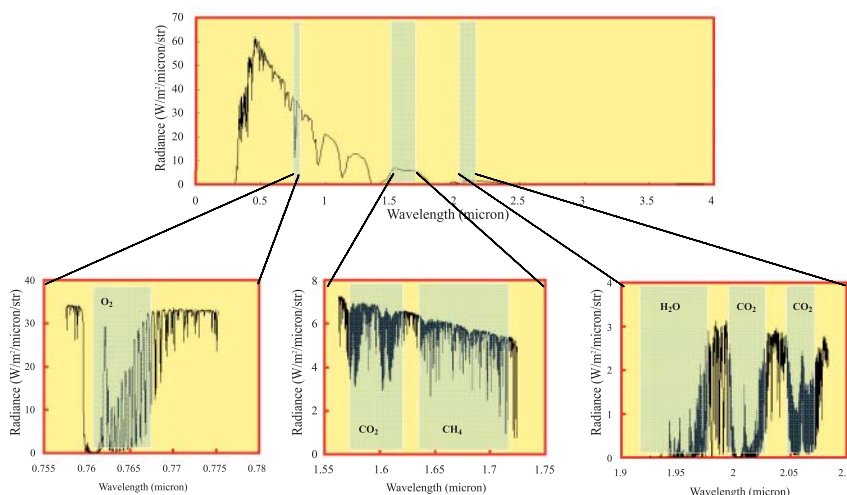 70
60
50
40
30
20
10
0
Radiance (W/m²/micron/str)
0 0.5 1 1.5 2 2.5 3 3.5 4
Wavelength (micron)
40
30
20
10
0
Radiance (W/m²/micron/str)
O₂
0.755 0.76 0.765 0.77 0.775 0.78
Wavelength (micron)
8
6
4
2
0
Radiance (W/m²/micron/str)
CO₂ CH₄
1.55 1.6 1.65 1.7 1.75
Wavelength (micron)
4
3
2
1
0
Radiance (W/m²/micron/str)
H₂O CO₂ CO₂
1.9 1.95 2 2.05 2.
Wavelength (micron)